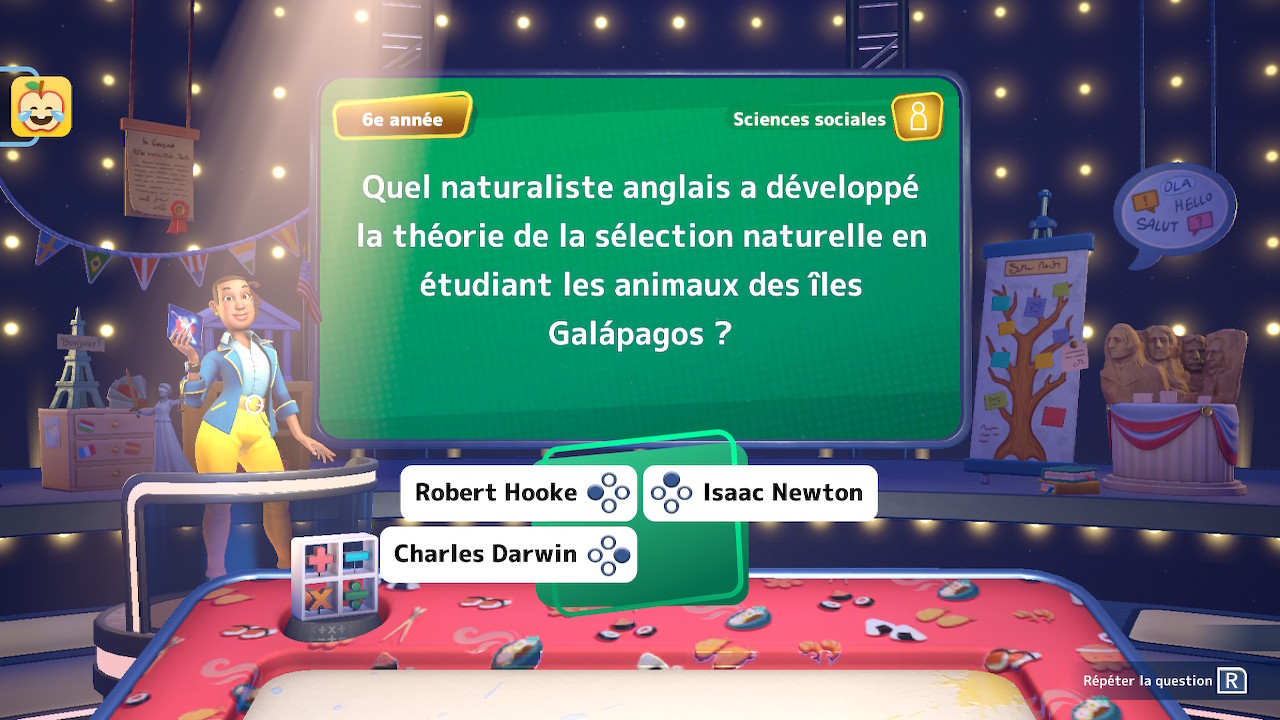 6e année
Sciences sociales
Quel naturaliste anglais a développé
la théorie de la sélection naturelle en
étudiant les animaux des îles
Galápagos ?
Bonjour!
OLA
HELLO
SALUT
Robert Hooke
Isaac Newton
Charles Darwin
Répéter la question R